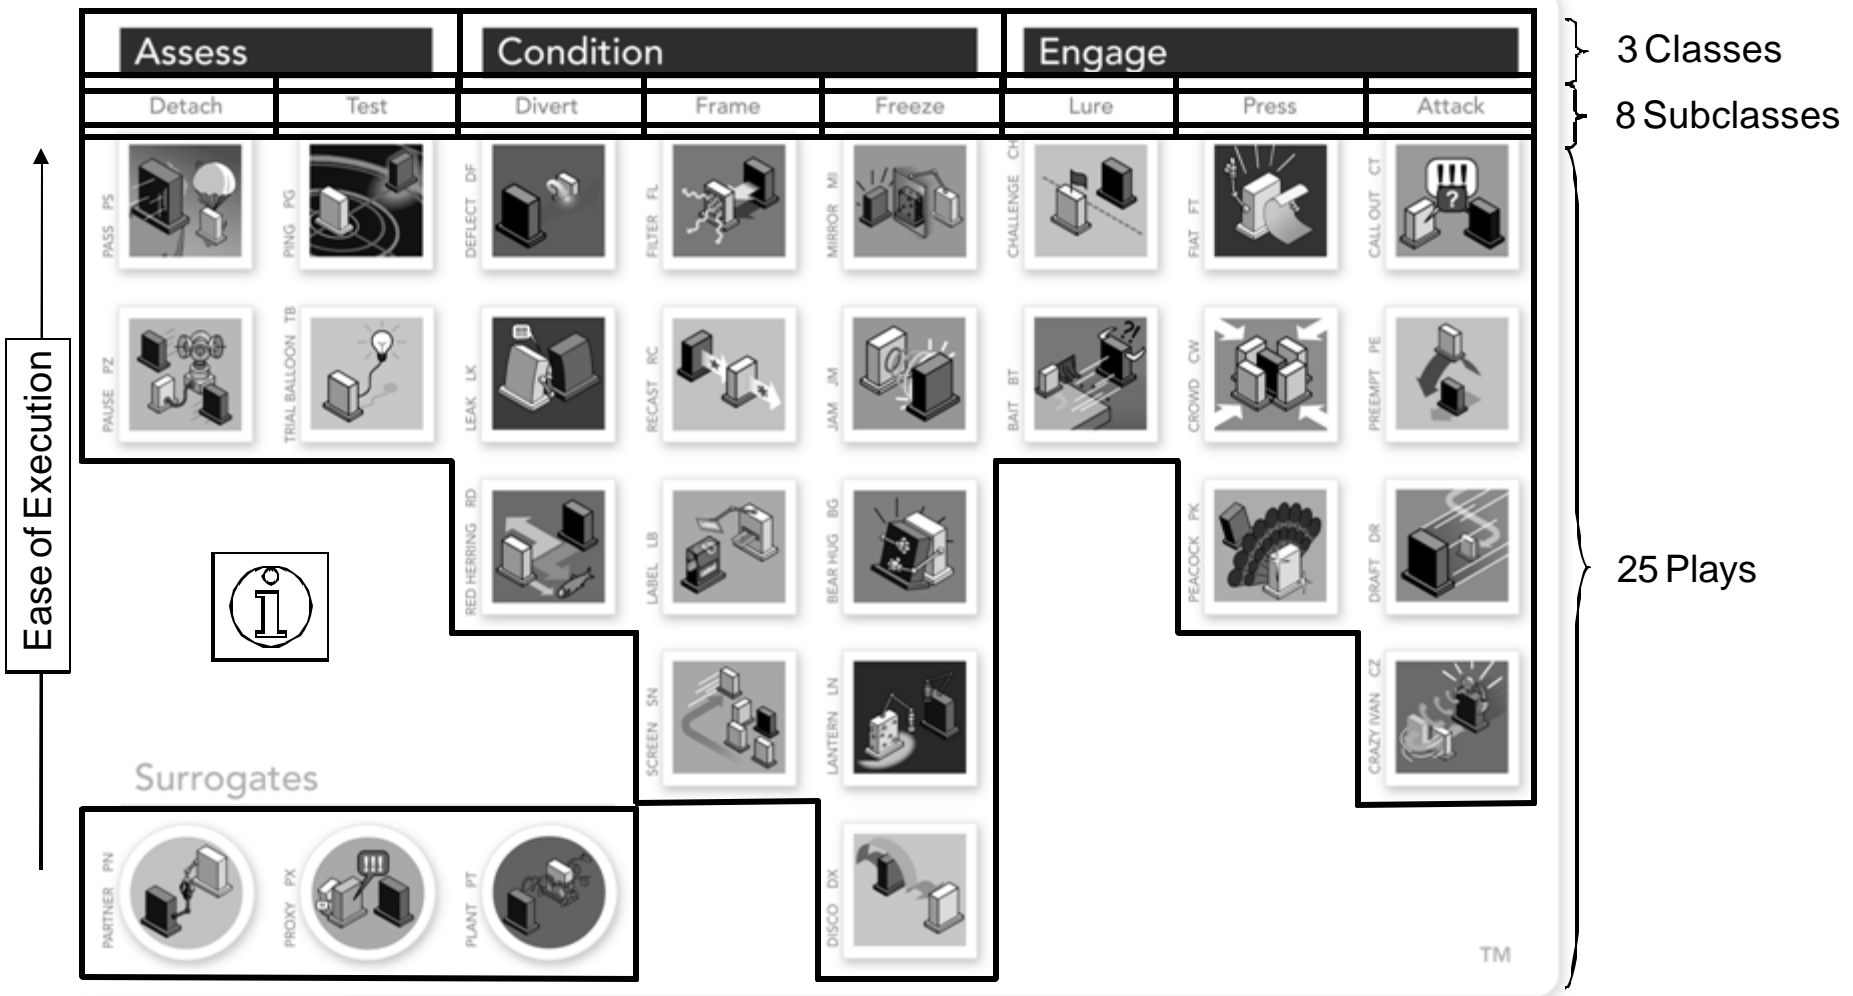 Assess
Condition
Engage
3 Classes
Detach
Test
Divert
Frame
Freeze
Lure
Press
Attack
8 Subclasses
Ease of Execution
PASS PS
PING PG
DEFLECT DF
FILTER FL
MIRROR MI
CHALLENGE CH
FIAT FT
CALL OUT CT
!!!
?
PAUSE PZ
TRIAL BALLOON TB
LEAK LK
RECAST RC
JAM JM
BAIT BT
?!
CROWD CW
PREEMPT PE
RED HERRING RD
LABEL LB
BEAR HUG BG
PEACOCK PK
DRAFT DR
25 Plays
i
SCREEN SN
LANTERN LN
CRAZY IVAN CZ
Surrogates
PARTNER PN
PROXY PX
!!!
PLANT PT
DISCO DX
TM